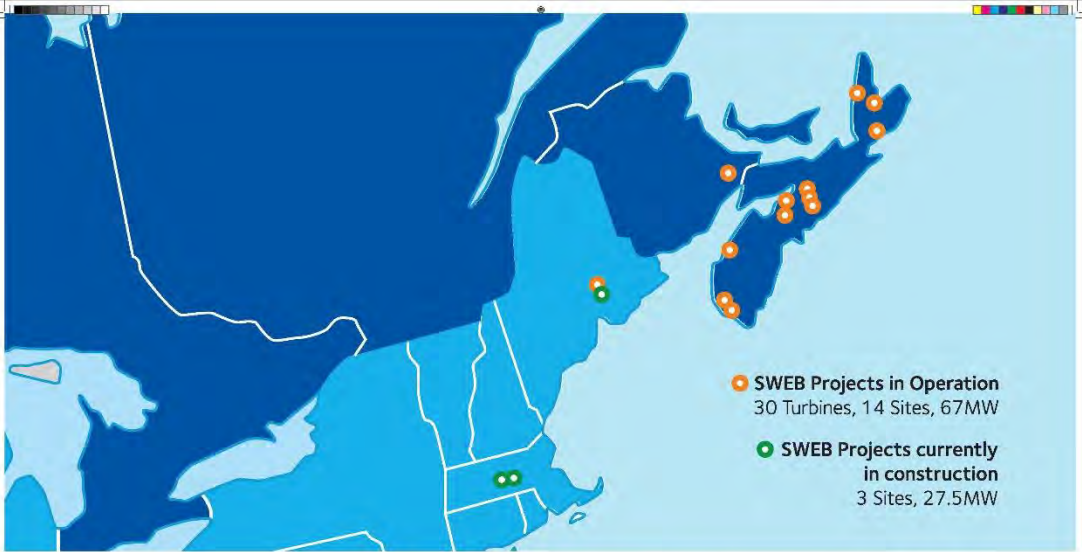 SWEB Projects in Operation
30 Turbines, 14 Sites, 67MW
SWEB Projects currently
in construction
3 Sites, 27.5MW